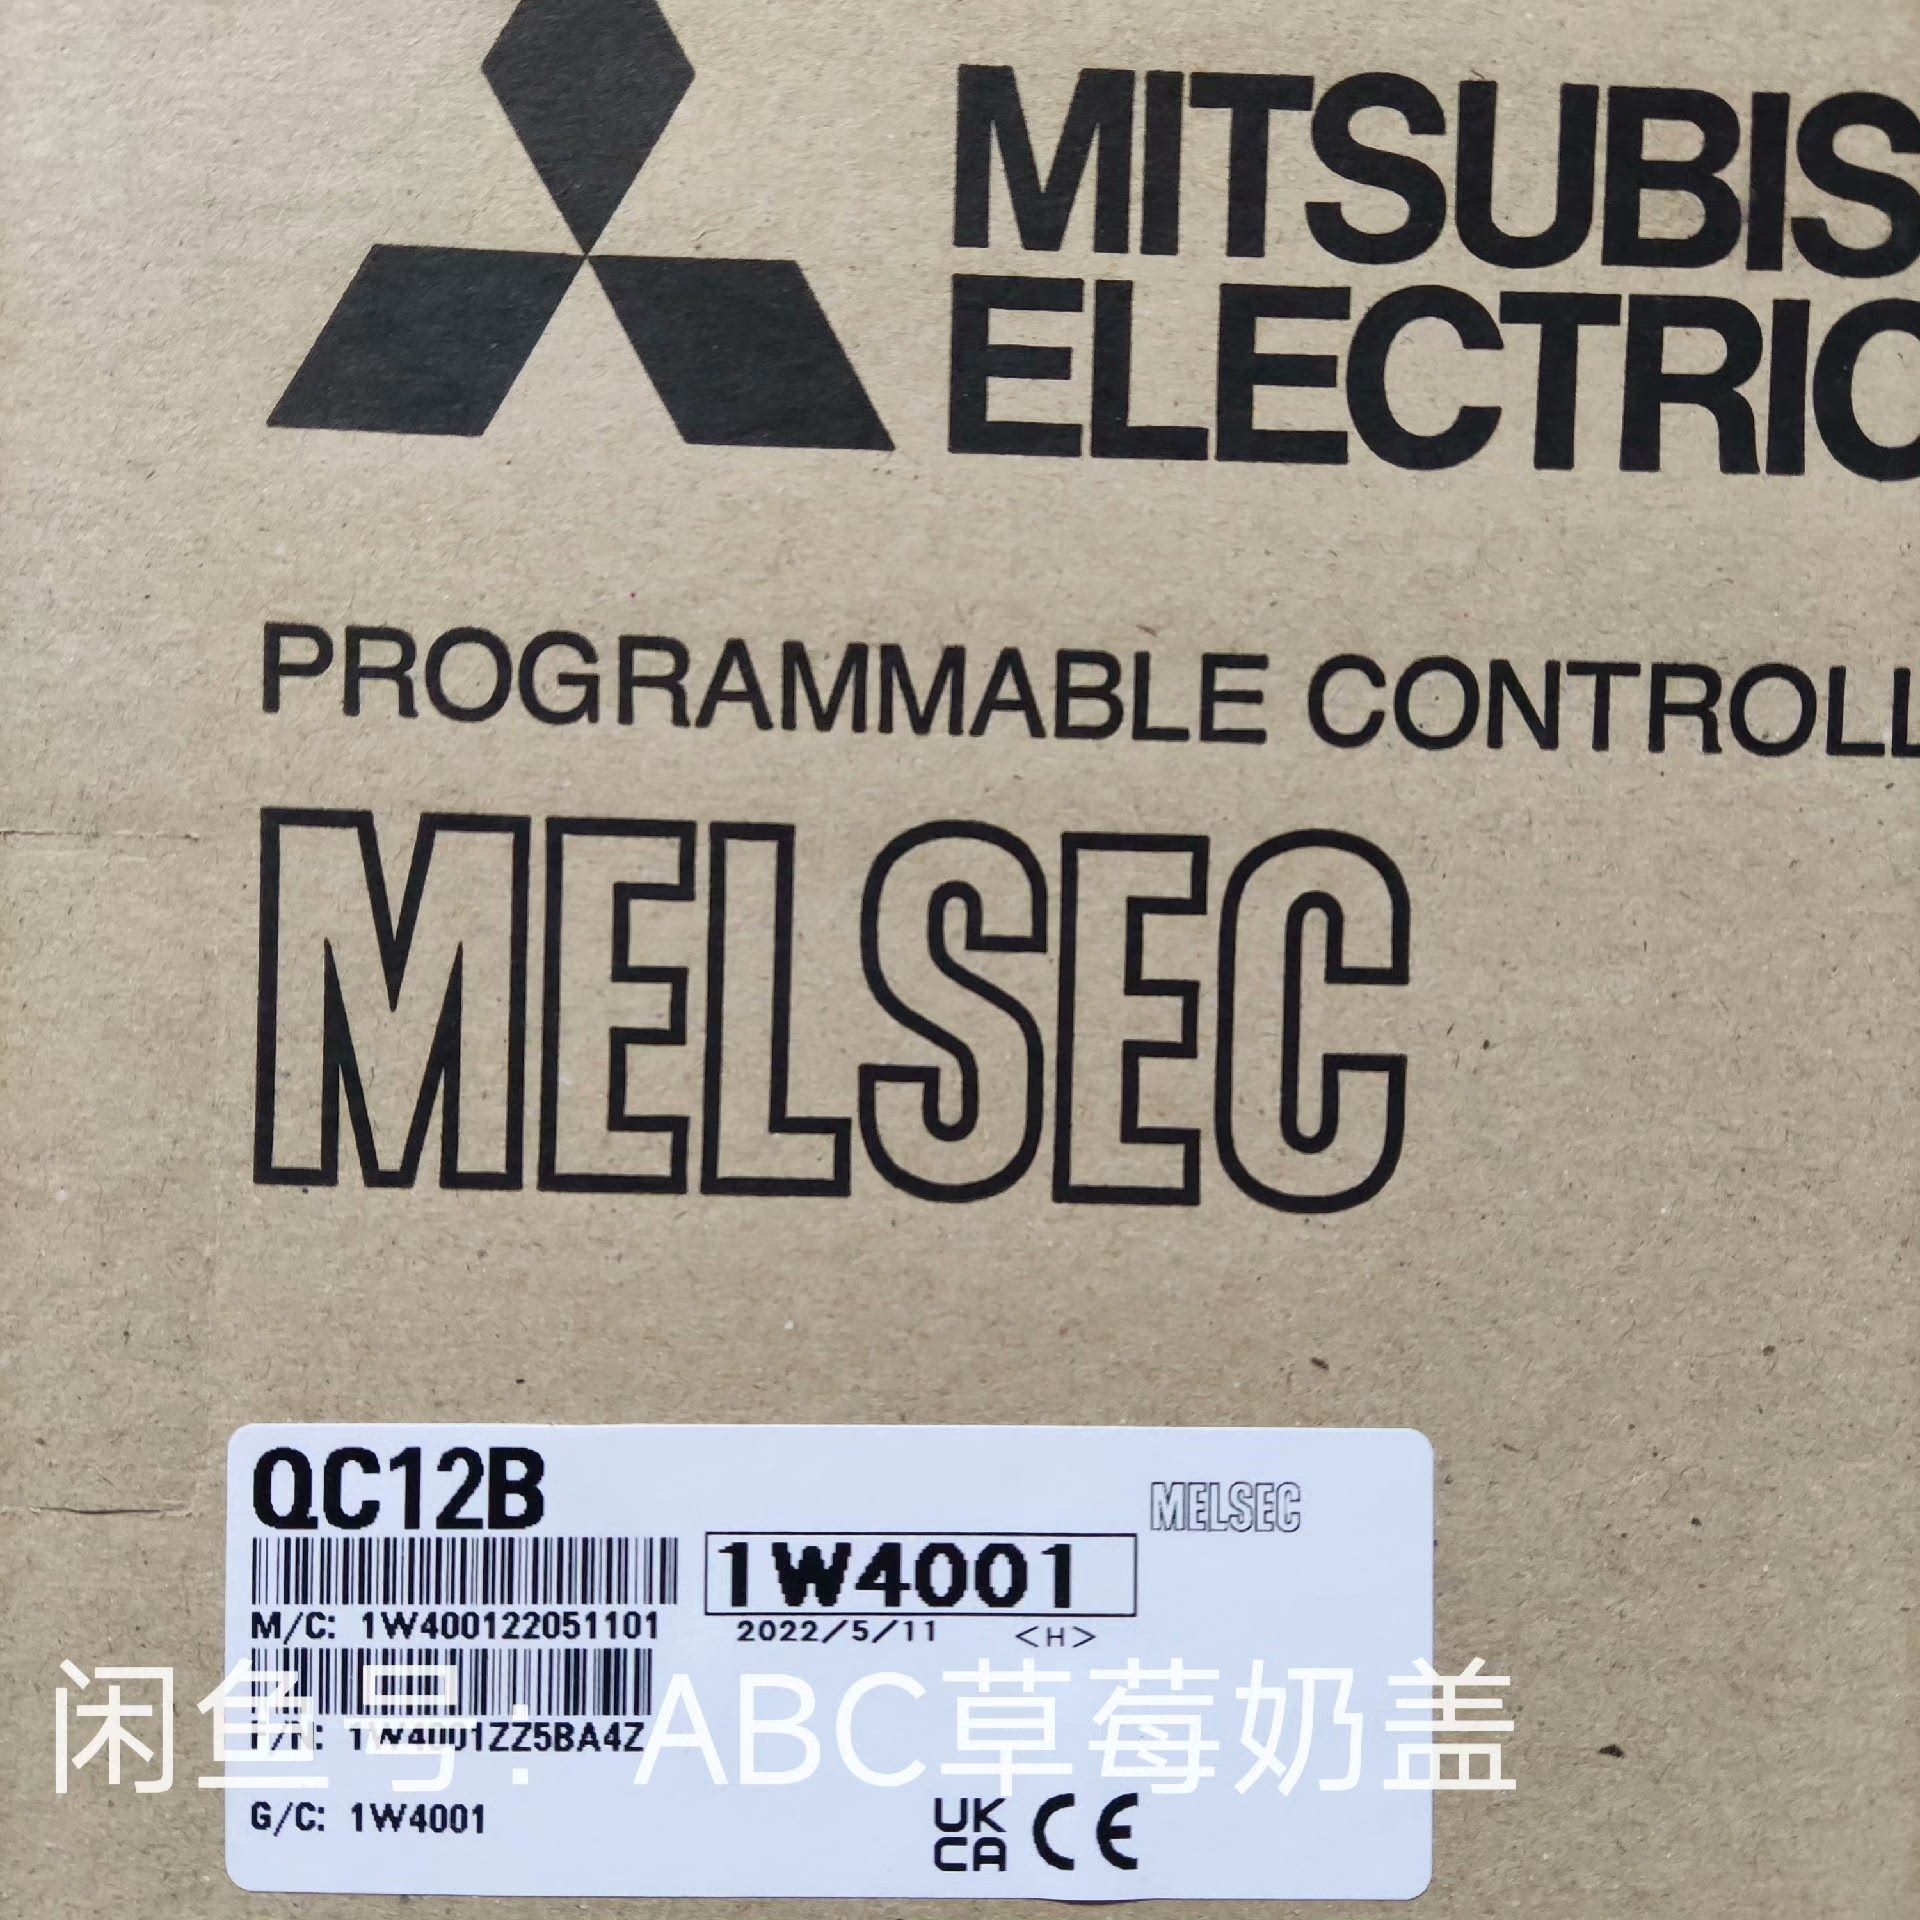 MITSUBIS
ELECTRIC
PROGRAMMABLE CONTROLL
MELSEC
QC12B
MELSEC
1W4001
M/C: 1W400122051101
2022/5/11 <H>
闲鱼号：ABC草莓奶盖
P/N: 1W4001ZZ5BA4Z
G/C: 1W4001
UK
CA CE